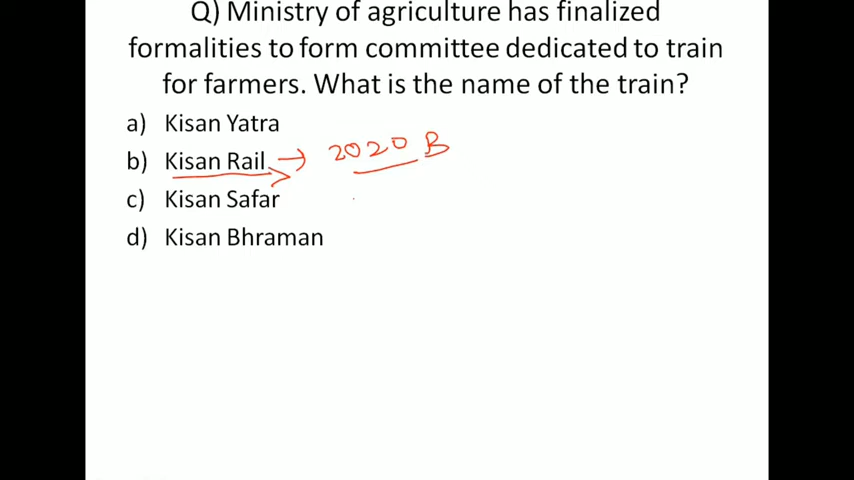 Q) Ministry of agriculture has finalized
formalities to form committee dedicated to train
for farmers. What is the name of the train?
a) Kisan Yatra
b) Kisan Rail → 2020 B
c) Kisan Safar
d) Kisan Bhraman